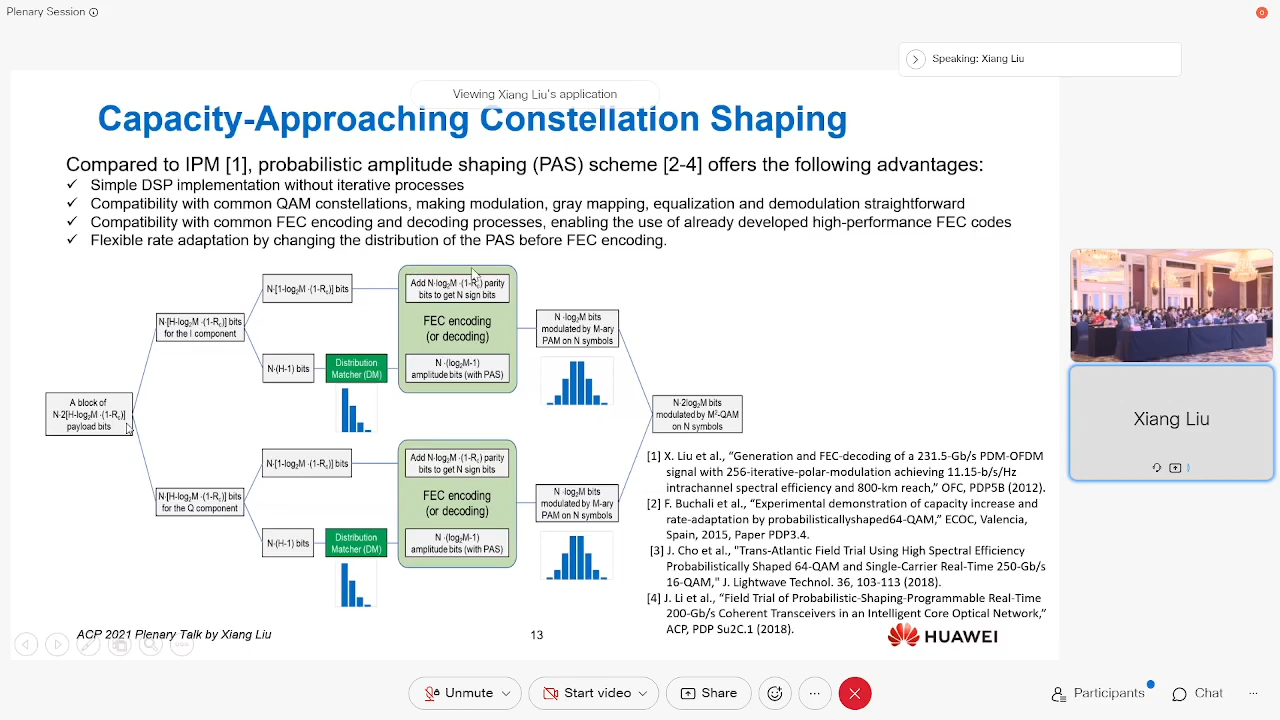 Plenary Session
Speaking: Xiang Liu
Viewing Xiang Liu's application
Capacity-Approaching Constellation Shaping
Compared to IPM [1], probabilistic amplitude shaping (PAS) scheme [2-4] offers the following advantages:
✓ Simple DSP implementation without iterative processes
✓ Compatibility with common QAM constellations, making modulation, gray mapping, equalization and demodulation straightforward
✓ Compatibility with common FEC encoding and decoding processes, enabling the use of already developed high-performance FEC codes
✓ Flexible rate adaptation by changing the distribution of the PAS before FEC encoding.
A block of
N·2[H-log₂M ·(1-R_c)]
payload bits
N·[H-log₂M ·(1-R_c)] bits
for the I component
N·[1-log₂M ·(1-R_c)] bits
N·(H-1) bits
Distribution
Matcher (DM)
Add N·log₂M ·(1-R_c) parity
bits to get N sign bits
FEC encoding
(or decoding)
N ·(log₂M-1)
amplitude bits (with PAS)
N ·log₂M bits
modulated by M-ary
PAM on N symbols
N·[H-log₂M ·(1-R_c)] bits
for the Q component
N·[1-log₂M ·(1-R_c)] bits
N·(H-1) bits
Distribution
Matcher (DM)
Add N·log₂M ·(1-R_c) parity
bits to get N sign bits
FEC encoding
(or decoding)
N ·(log₂M-1)
amplitude bits (with PAS)
N ·log₂M bits
modulated by M-ary
PAM on N symbols
N·2log₂M bits
modulated by M²-QAM
on N symbols
[1] X. Liu et al., “Generation and FEC-decoding of a 231.5-Gb/s PDM-OFDM
signal with 256-iterative-polar-modulation achieving 11.15-b/s/Hz
intrachannel spectral efficiency and 800-km reach,” OFC, PDP5B (2012).
[2] F. Buchali et al., “Experimental demonstration of capacity increase and
rate-adaptation by probabilisticallyshaped64-QAM,” ECOC, Valencia,
Spain, 2015, Paper PDP3.4.
[3] J. Cho et al., "Trans-Atlantic Field Trial Using High Spectral Efficiency
Probabilistically Shaped 64-QAM and Single-Carrier Real-Time 250-Gb/s
16-QAM," J. Lightwave Technol. 36, 103-113 (2018).
[4] J. Li et al., “Field Trial of Probabilistic-Shaping-Programmable Real-Time
200-Gb/s Coherent Transceivers in an Intelligent Core Optical Network,”
ACP, PDP Su2C.1 (2018).
ACP 2021 Plenary Talk by Xiang Liu
13
HUAWEI
Xiang Liu
Unmute
Start video
Share
Participants
Chat